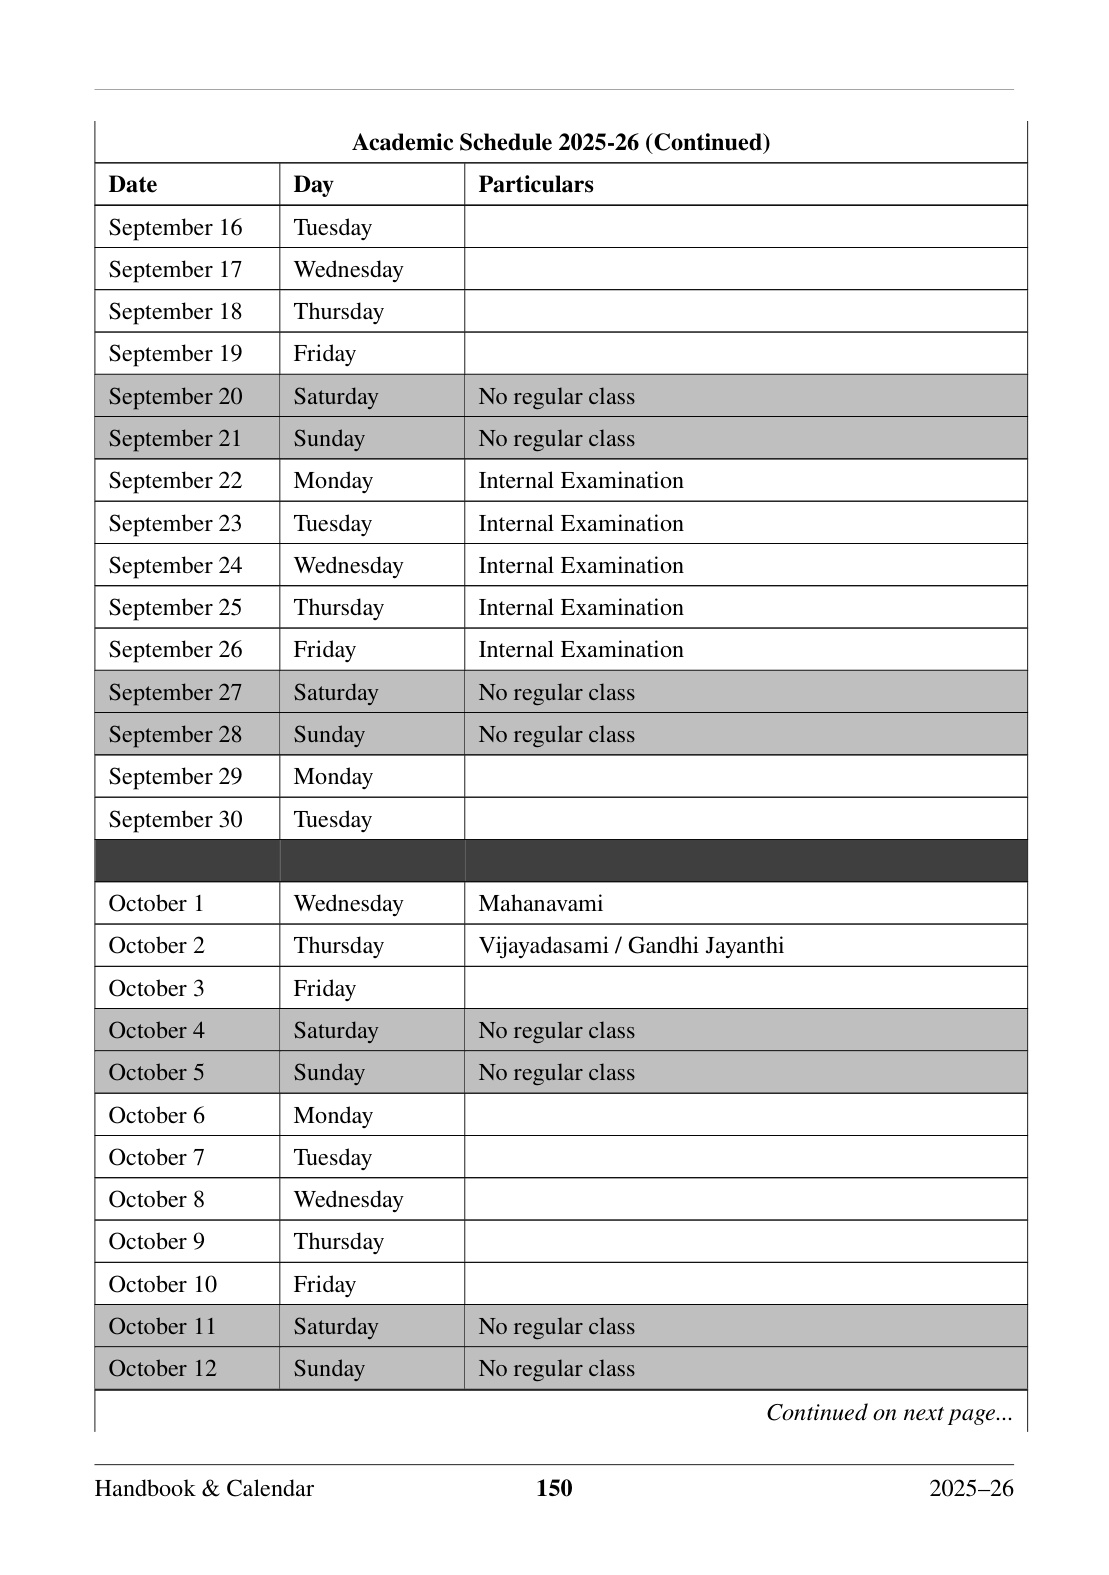 Academic Schedule 2025-26 (Continued)
Date Day Particulars
September 16 Tuesday
September 17 Wednesday
September 18 Thursday
September 19 Friday
September 20 Saturday No regular class
September 21 Sunday No regular class
September 22 Monday Internal Examination
September 23 Tuesday Internal Examination
September 24 Wednesday Internal Examination
September 25 Thursday Internal Examination
September 26 Friday Internal Examination
September 27 Saturday No regular class
September 28 Sunday No regular class
September 29 Monday
September 30 Tuesday
October 1 Wednesday Mahanavami
October 2 Thursday Vijayadasami / Gandhi Jayanthi
October 3 Friday
October 4 Saturday No regular class
October 5 Sunday No regular class
October 6 Monday
October 7 Tuesday
October 8 Wednesday
October 9 Thursday
October 10 Friday
October 11 Saturday No regular class
October 12 Sunday No regular class
Continued on next page...
Handbook & Calendar 150 2025–26